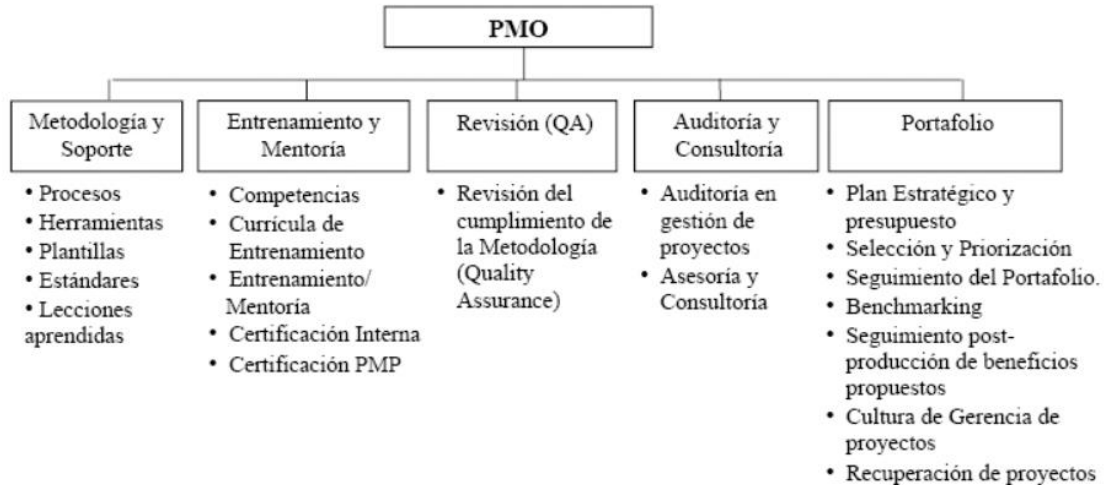 PMO
Metodología y
Soporte
• Procesos
• Herramientas
• Plantillas
• Estándares
• Lecciones
aprendidas
Entrenamiento y
Mentoría
• Competencias
• Currícula de
Entrenamiento
• Entrenamiento/
Mentoría
• Certificación Interna
• Certificación PMP
Revisión (QA)
• Revisión del
cumplimiento de
la Metodología
(Quality
Assurance)
Auditoría y
Consultoría
• Auditoría en
gestión de
proyectos
• Asesoría y
Consultoría
Portafolio
• Plan Estratégico y
presupuesto
• Selección y Priorización
• Seguimiento del Portafolio.
• Benchmarking
• Seguimiento post-
producción de beneficios
propuestos
• Cultura de Gerencia de
proyectos
• Recuperación de proyectos